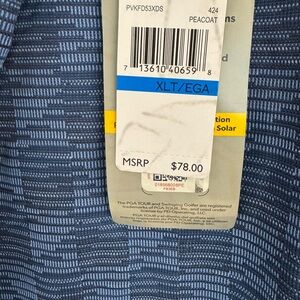 PVKFD53XDS 424
PEACOAT
7 13610 40659 8
XLT/EGA
Solar
MSRP $78.00
The PGA TOUR and Swinging Golfer are registered
trademarks of PGA TOUR, Inc. and used under
license by PEI Operating, LLC.